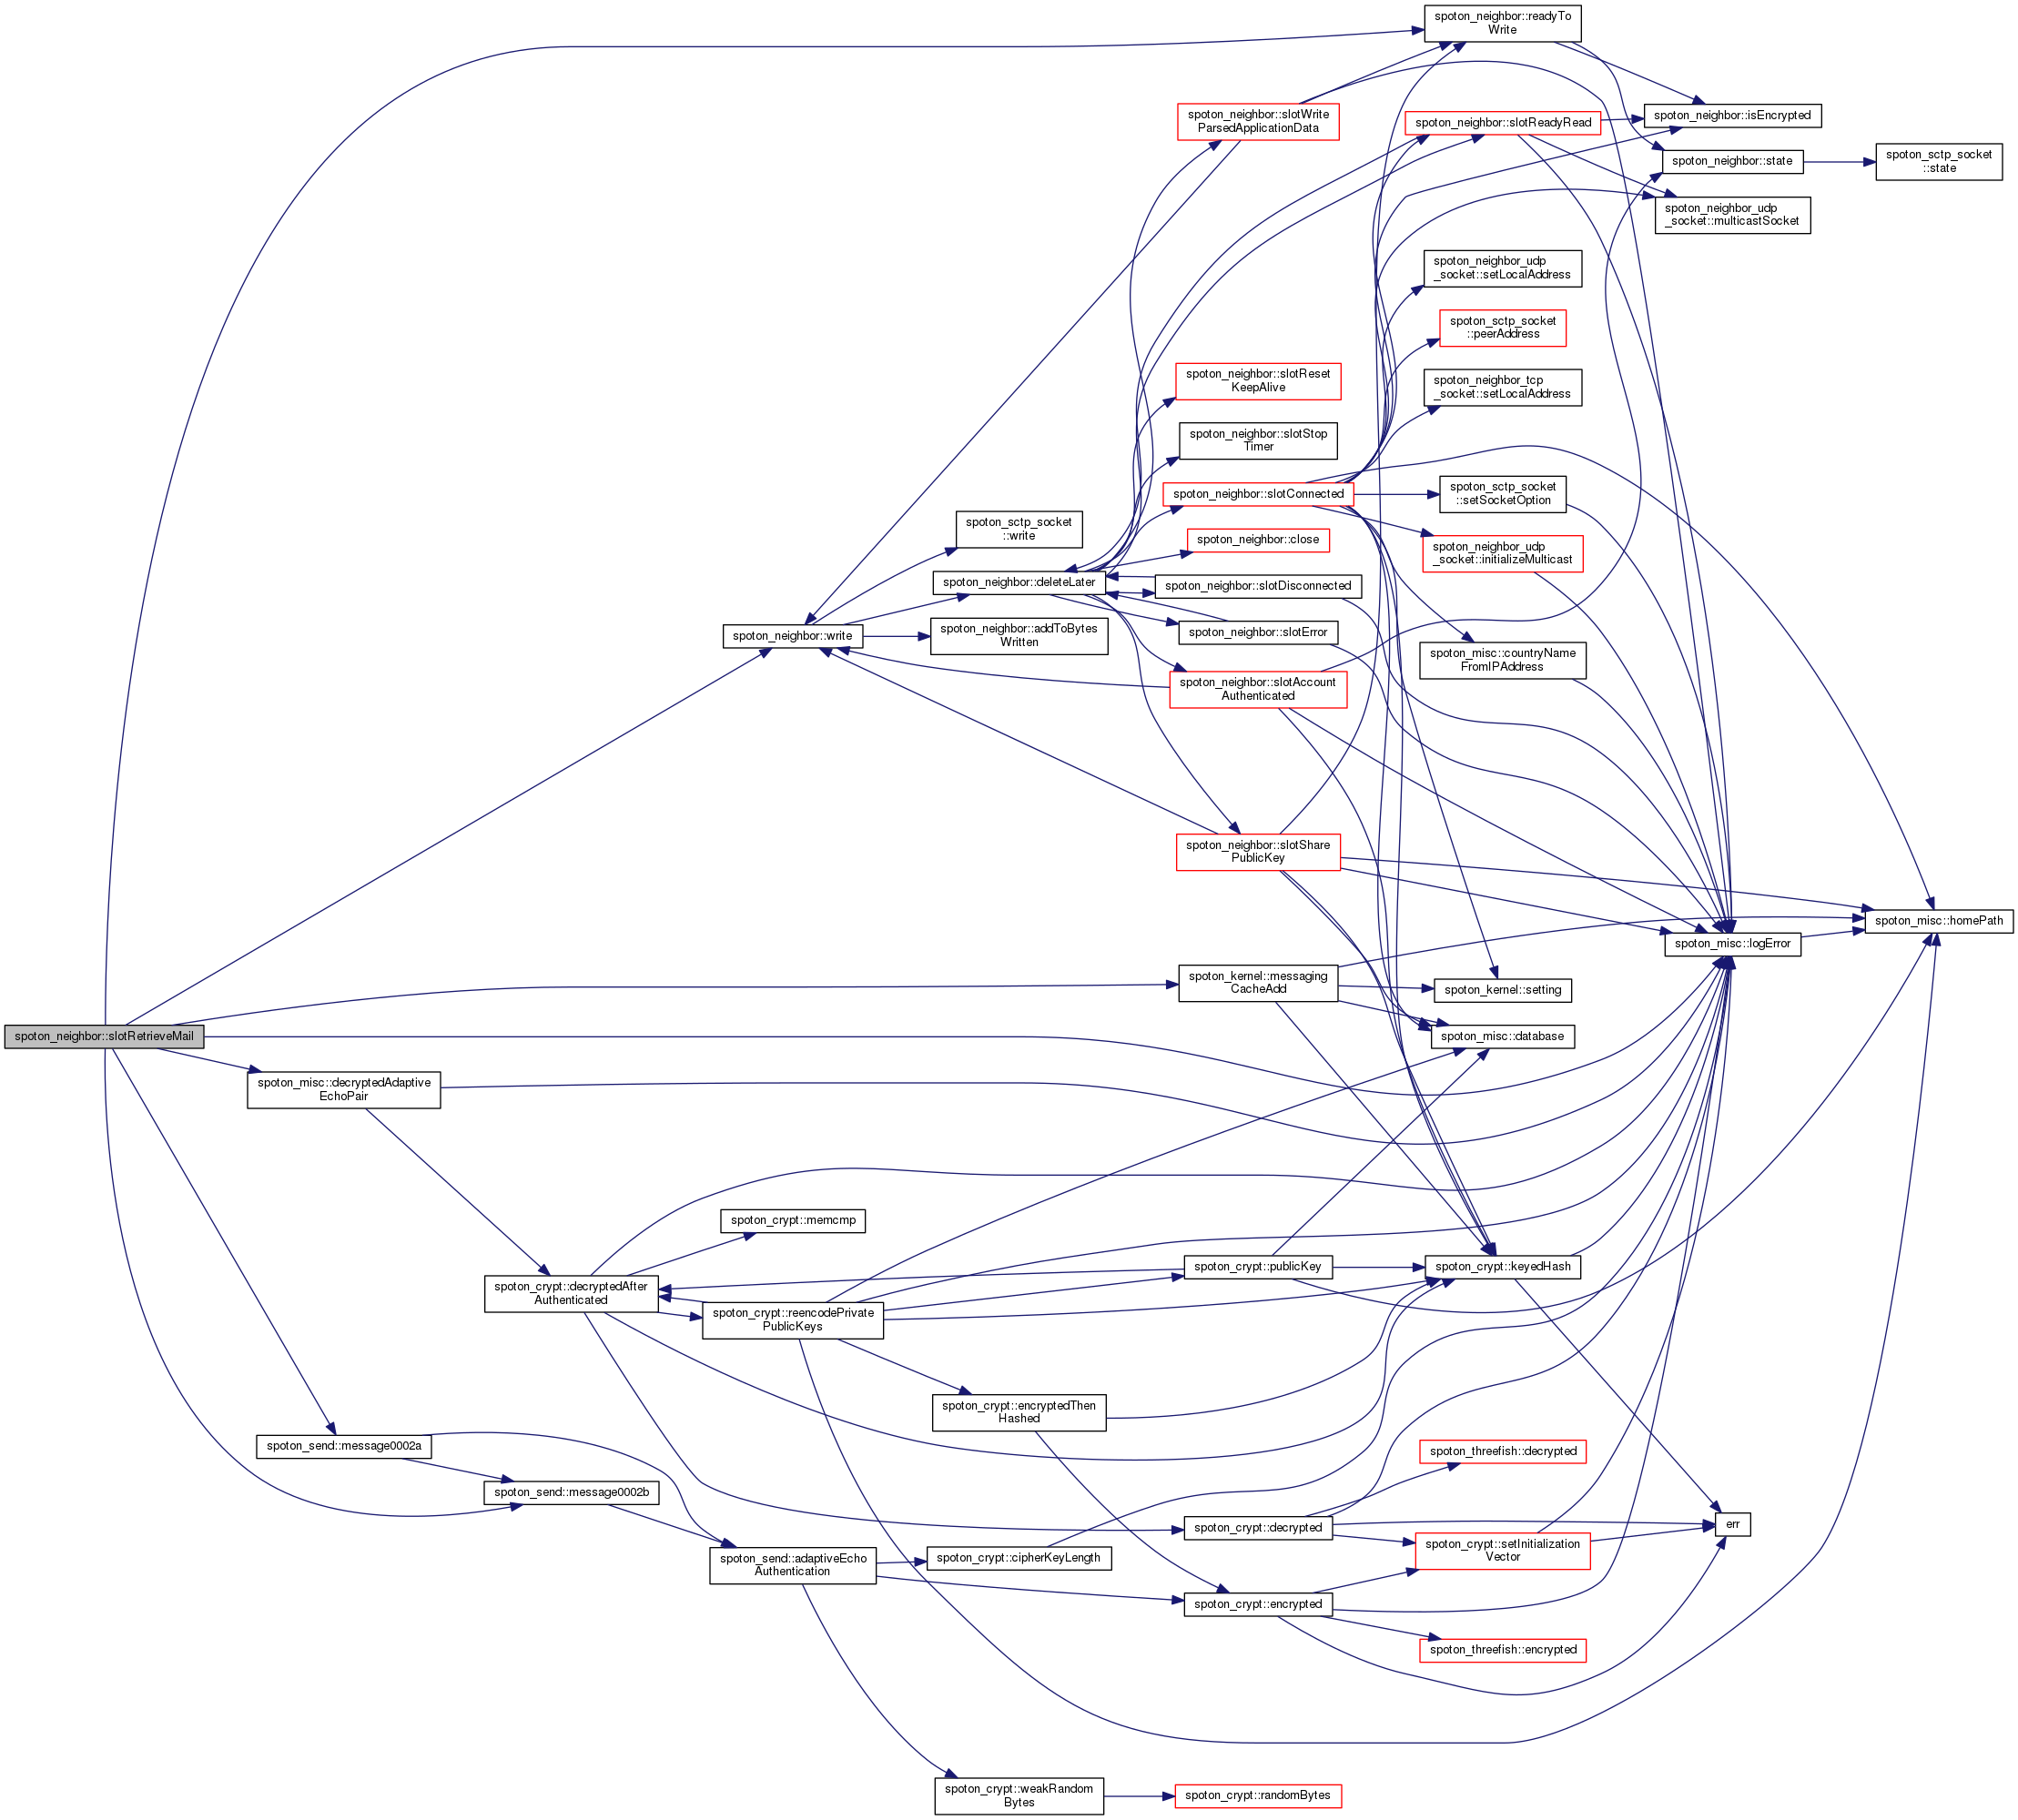 spoton_neighbor::readyTo
Write
spoton_neighbor::slotWrite
ParsedApplicationData
spoton_neighbor::slotReadyRead
spoton_neighbor::isEncrypted
spoton_neighbor::state
spoton_sctp_socket
::state
spoton_neighbor_udp
_socket::multicastSocket
spoton_neighbor_udp
_socket::setLocalAddress
spoton_sctp_socket
::peerAddress
spoton_neighbor::slotReset
KeepAlive
spoton_neighbor_tcp
_socket::setLocalAddress
spoton_neighbor::slotStop
Timer
spoton_neighbor::slotConnected
spoton_sctp_socket
::setSocketOption
spoton_sctp_socket
::write
spoton_neighbor::close
spoton_neighbor_udp
_socket::initializeMulticast
spoton_neighbor::deleteLater
spoton_neighbor::slotDisconnected
spoton_neighbor::write
spoton_neighbor::addToBytes
Written
spoton_neighbor::slotError
spoton_misc::countryName
FromIPAddress
spoton_neighbor::slotAccount
Authenticated
spoton_neighbor::slotShare
PublicKey
spoton_misc::homePath
spoton_misc::logError
spoton_kernel::messaging
CacheAdd
spoton_kernel::setting
spoton_neighbor::slotRetrieveMail
spoton_misc::database
spoton_misc::decryptedAdaptive
EchoPair
spoton_crypt::memcmp
spoton_crypt::publicKey
spoton_crypt::keyedHash
spoton_crypt::decryptedAfter
Authenticated
spoton_crypt::reencodePrivate
PublicKeys
spoton_crypt::encryptedThen
Hashed
spoton_send::message0002a
spoton_threefish::decrypted
spoton_send::message0002b
spoton_crypt::decrypted
err
spoton_crypt::setInitialization
Vector
spoton_send::adaptiveEcho
Authentication
spoton_crypt::cipherKeyLength
spoton_crypt::encrypted
spoton_threefish::encrypted
spoton_crypt::weakRandom
Bytes
spoton_crypt::randomBytes